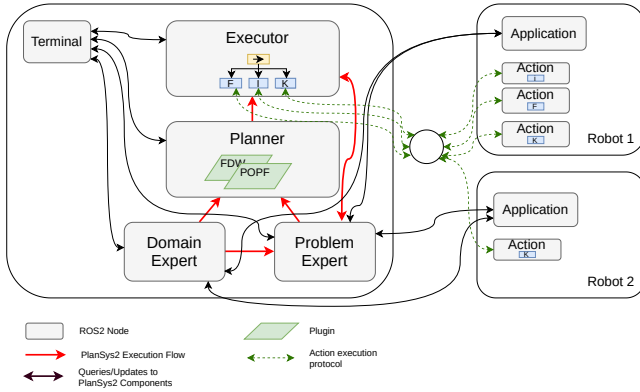 Terminal
Executor
F
I
K
Planner
FDW
POPF
Domain
Expert
Problem
Expert
Application
Action
I
Action
F
Action
K
Robot 1
Application
Action
K
Robot 2
ROS2 Node
PlanSys2 Execution Flow
Queries/Updates to
PlanSys2 Components
Plugin
Action execution
protocol